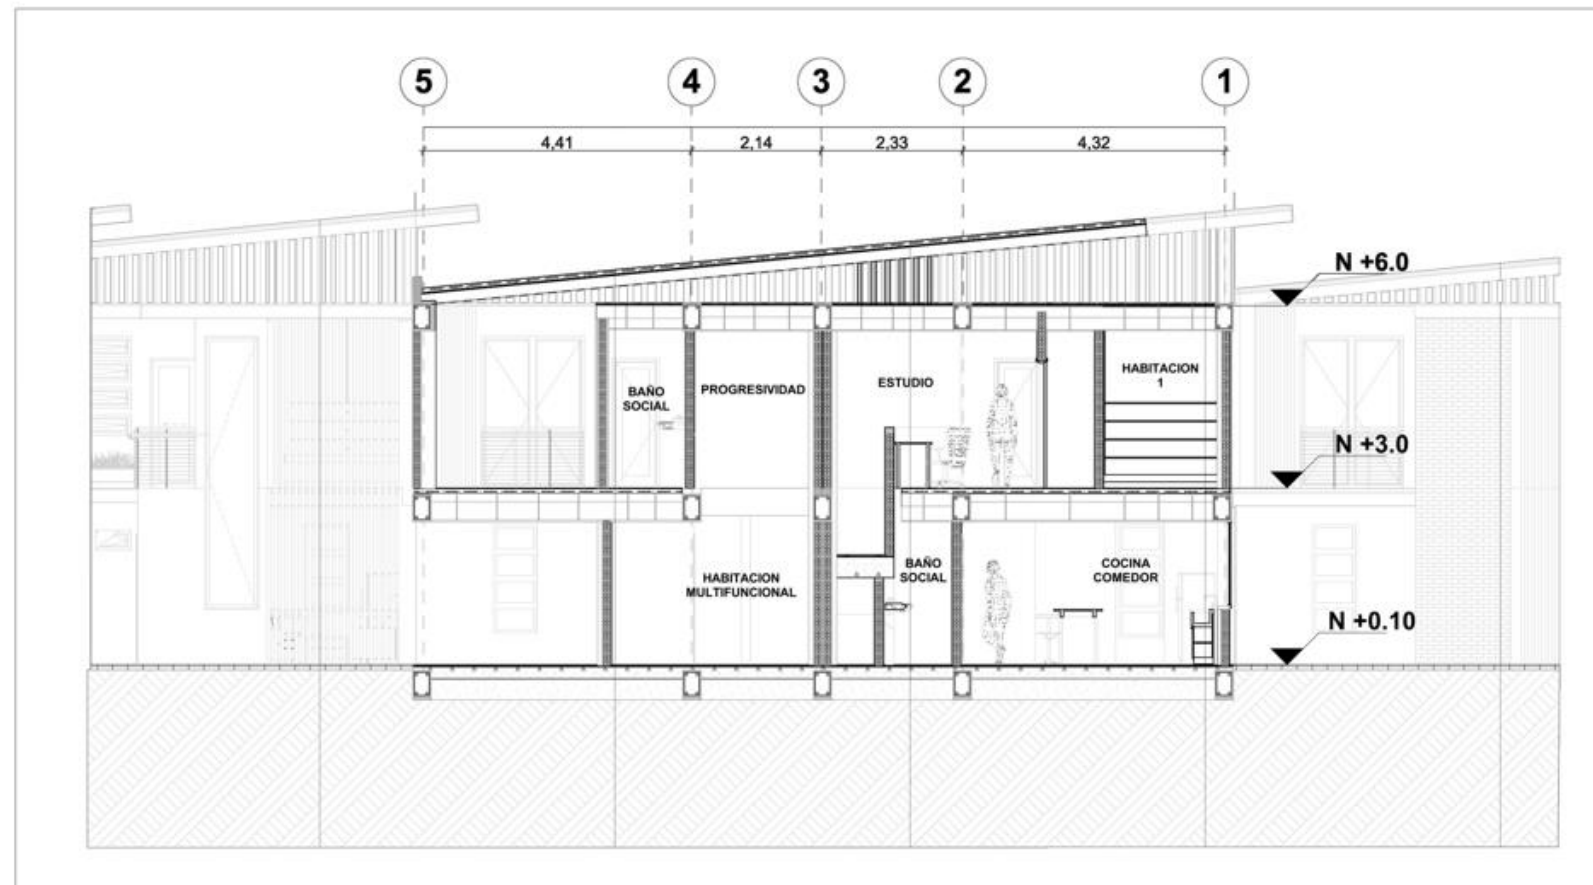 5
4
3
2
1
4,41
2,14
2,33
4,32
N +6.0
BAÑO
SOCIAL
PROGRESIVIDAD
ESTUDIO
HABITACION
1
N +3.0
HABITACION
MULTIFUNCIONAL
BAÑO
SOCIAL
COCINA
COMEDOR
N +0.10